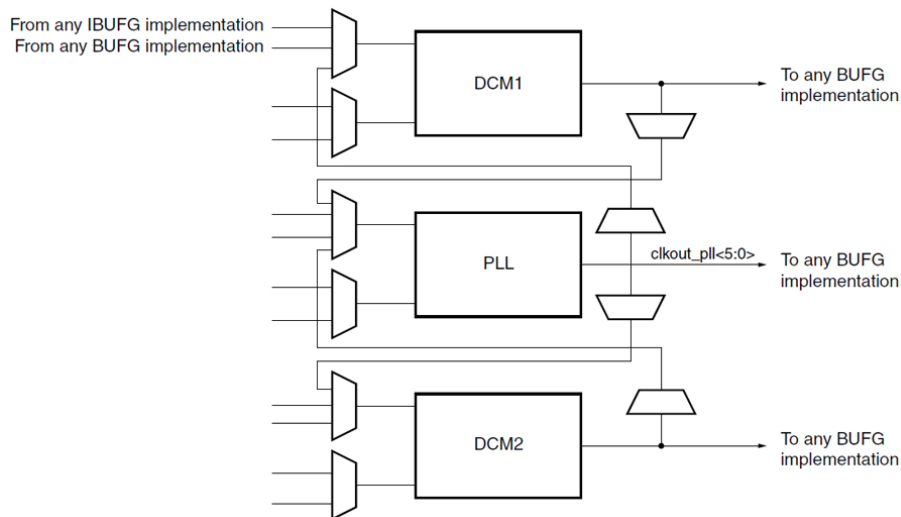 From any IBUFG implementation
From any BUFG implementation
DCM1
To any BUFG
implementation
PLL
clkout_pll<5:0>
To any BUFG
implementation
DCM2
To any BUFG
implementation